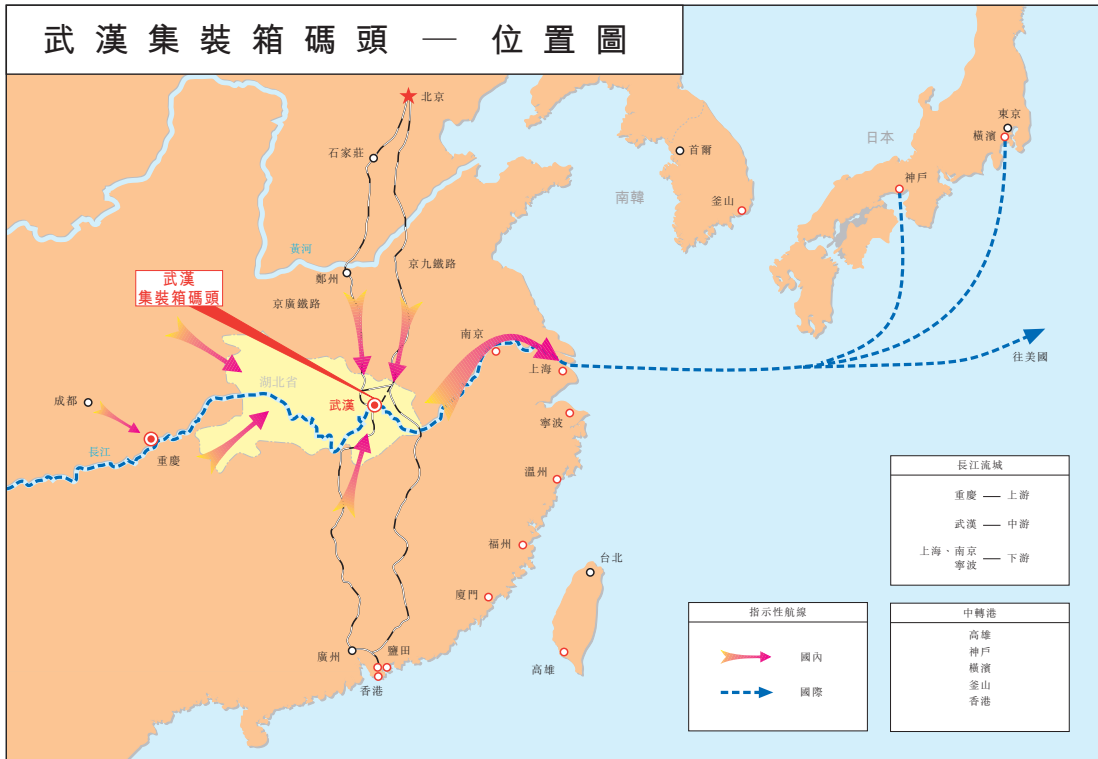 武漢集裝箱碼頭 — 位置圖
北京
石家莊
首爾
南韓
釜山
日本
東京
橫濱
神戶
黃河
鄭州
京九鐵路
京廣鐵路
武漢
集裝箱碼頭
南京
上海
往美國
湖北省
武漢
成都
長江
重慶
寧波
溫州
福州
廈門
台北
高雄
廣州
鹽田
香港
長江流城
重慶 — 上游
武漢 — 中游
上海、南京
寧波 — 下游
指示性航線
國內
國際
中轉港
高雄
神戶
橫濱
釜山
香港